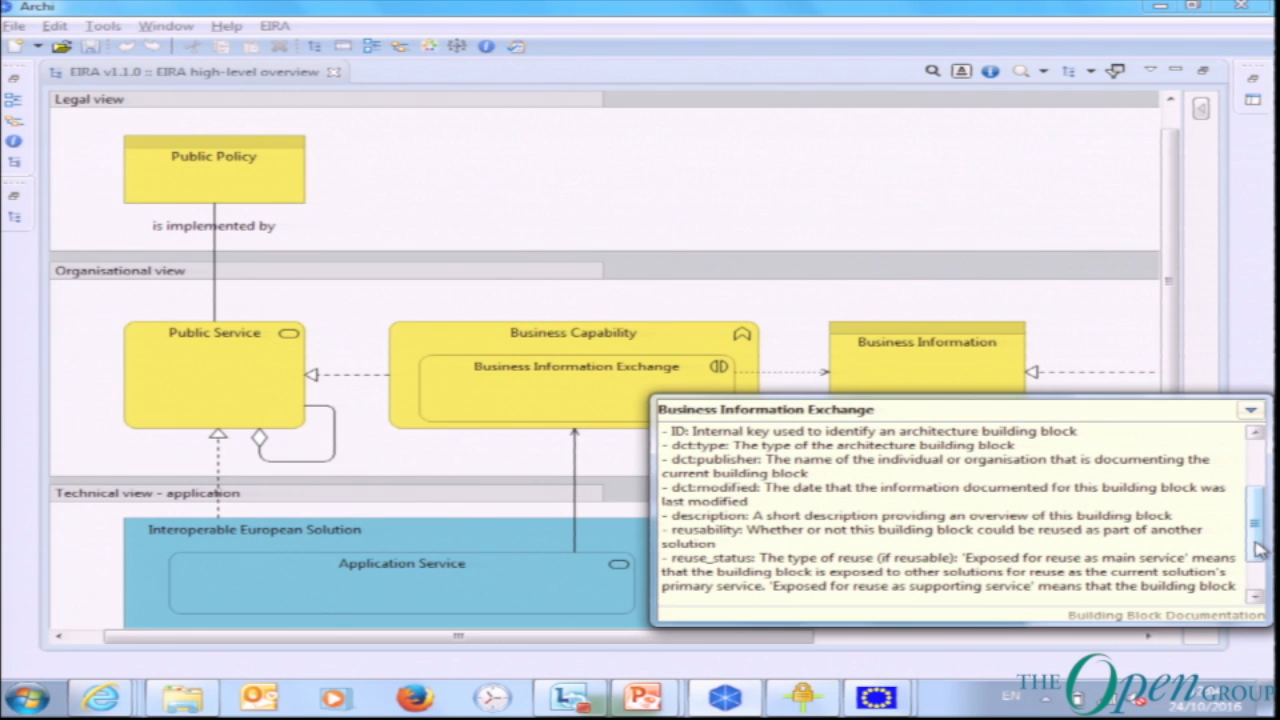 Archi
File Edit Tools Window Help EIRA
EIRA v1.1.0 :: EIRA high-level overview
Legal view
Public Policy
is implemented by
Organisational view
Public Service
Business Capability
Business Information Exchange
Business Information
Technical view - application
Interoperable European Solution
Application Service
Business Information Exchange
- ID: Internal key used to identify an architecture building block
- dct:type: The type of the architecture building block
- dct:publisher: The name of the individual or organisation that is documenting the
current building block
- dct:modified: The date that the information documented for this building block was
last modified
- description: A short description providing an overview of this building block
- reusability: Whether or not this building block could be reused as part of another
solution
- reuse_status: The type of reuse (if reusable): 'Exposed for reuse as main service' means
that the building block is exposed to other solutions for reuse as the current solution's
primary service. 'Exposed for reuse as supporting service' means that the building block
Building Block Documentation
EN
24/10/2016
THE Open GROUP